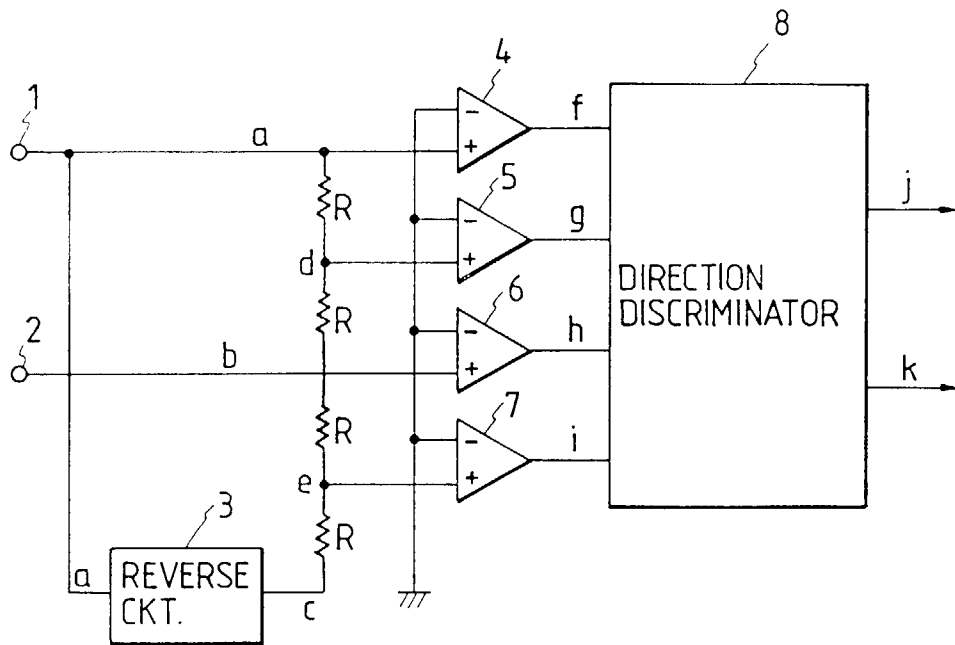 8
4
1
a
f
j
R
5
g
d
DIRECTION
DISCRIMINATOR
R
6
2
b
h
k
7
R
i
e
3
R
a
REVERSE
CKT.
c
-
+
-
+
-
+
-
+